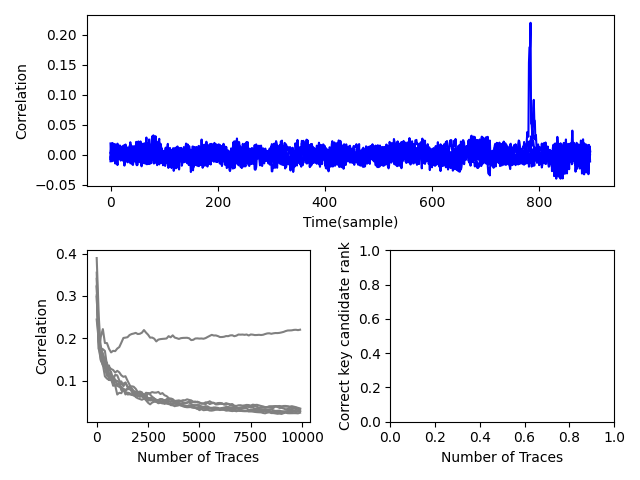 0.20
0.15
0.10
0.05
0.00
−0.05
Correlation
0 200 400 600 800
Time(sample)
0.4
0.3
0.2
0.1
Correlation
0 2500 5000 7500 10000
Number of Traces
1.0
0.8
0.6
0.4
0.2
0.0
Correct key candidate rank
0.0 0.2 0.4 0.6 0.8 1.0
Number of Traces